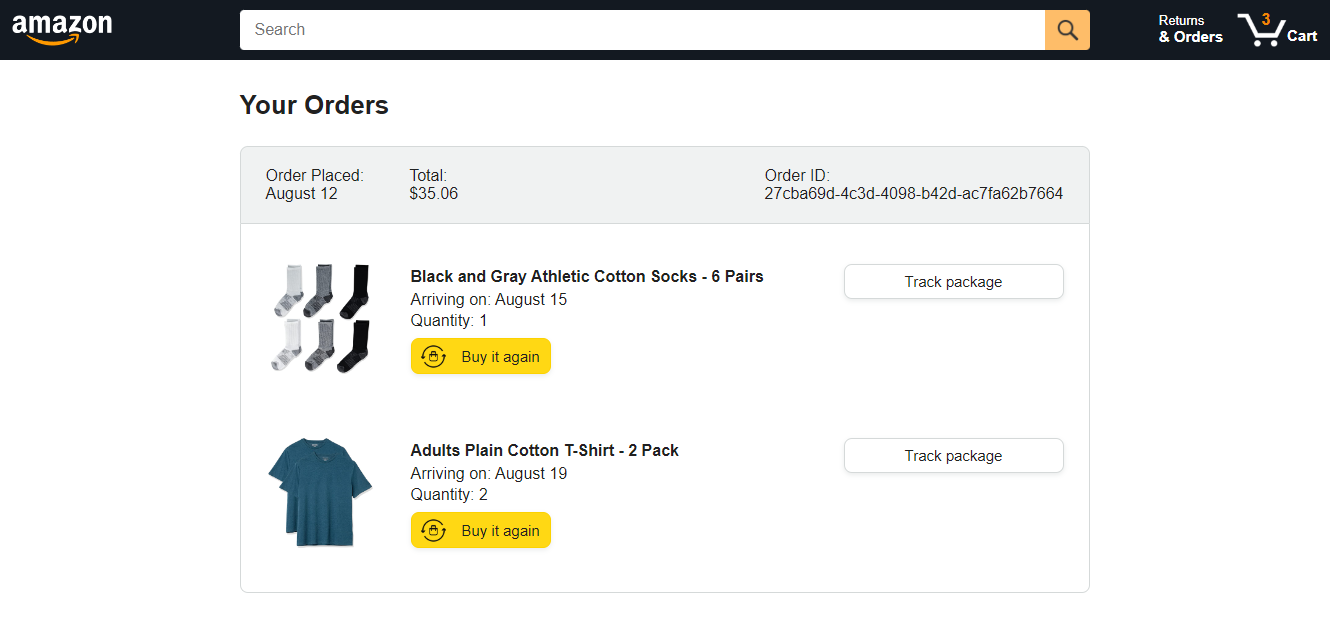 amazon
Search
Returns
& Orders
3
Cart
Your Orders
Order Placed:
August 12
Total:
$35.06
Order ID:
27cba69d-4c3d-4098-b42d-ac7fa62b7664
Black and Gray Athletic Cotton Socks - 6 Pairs
Arriving on: August 15
Quantity: 1
Buy it again
Track package
Adults Plain Cotton T-Shirt - 2 Pack
Arriving on: August 19
Quantity: 2
Buy it again
Track package